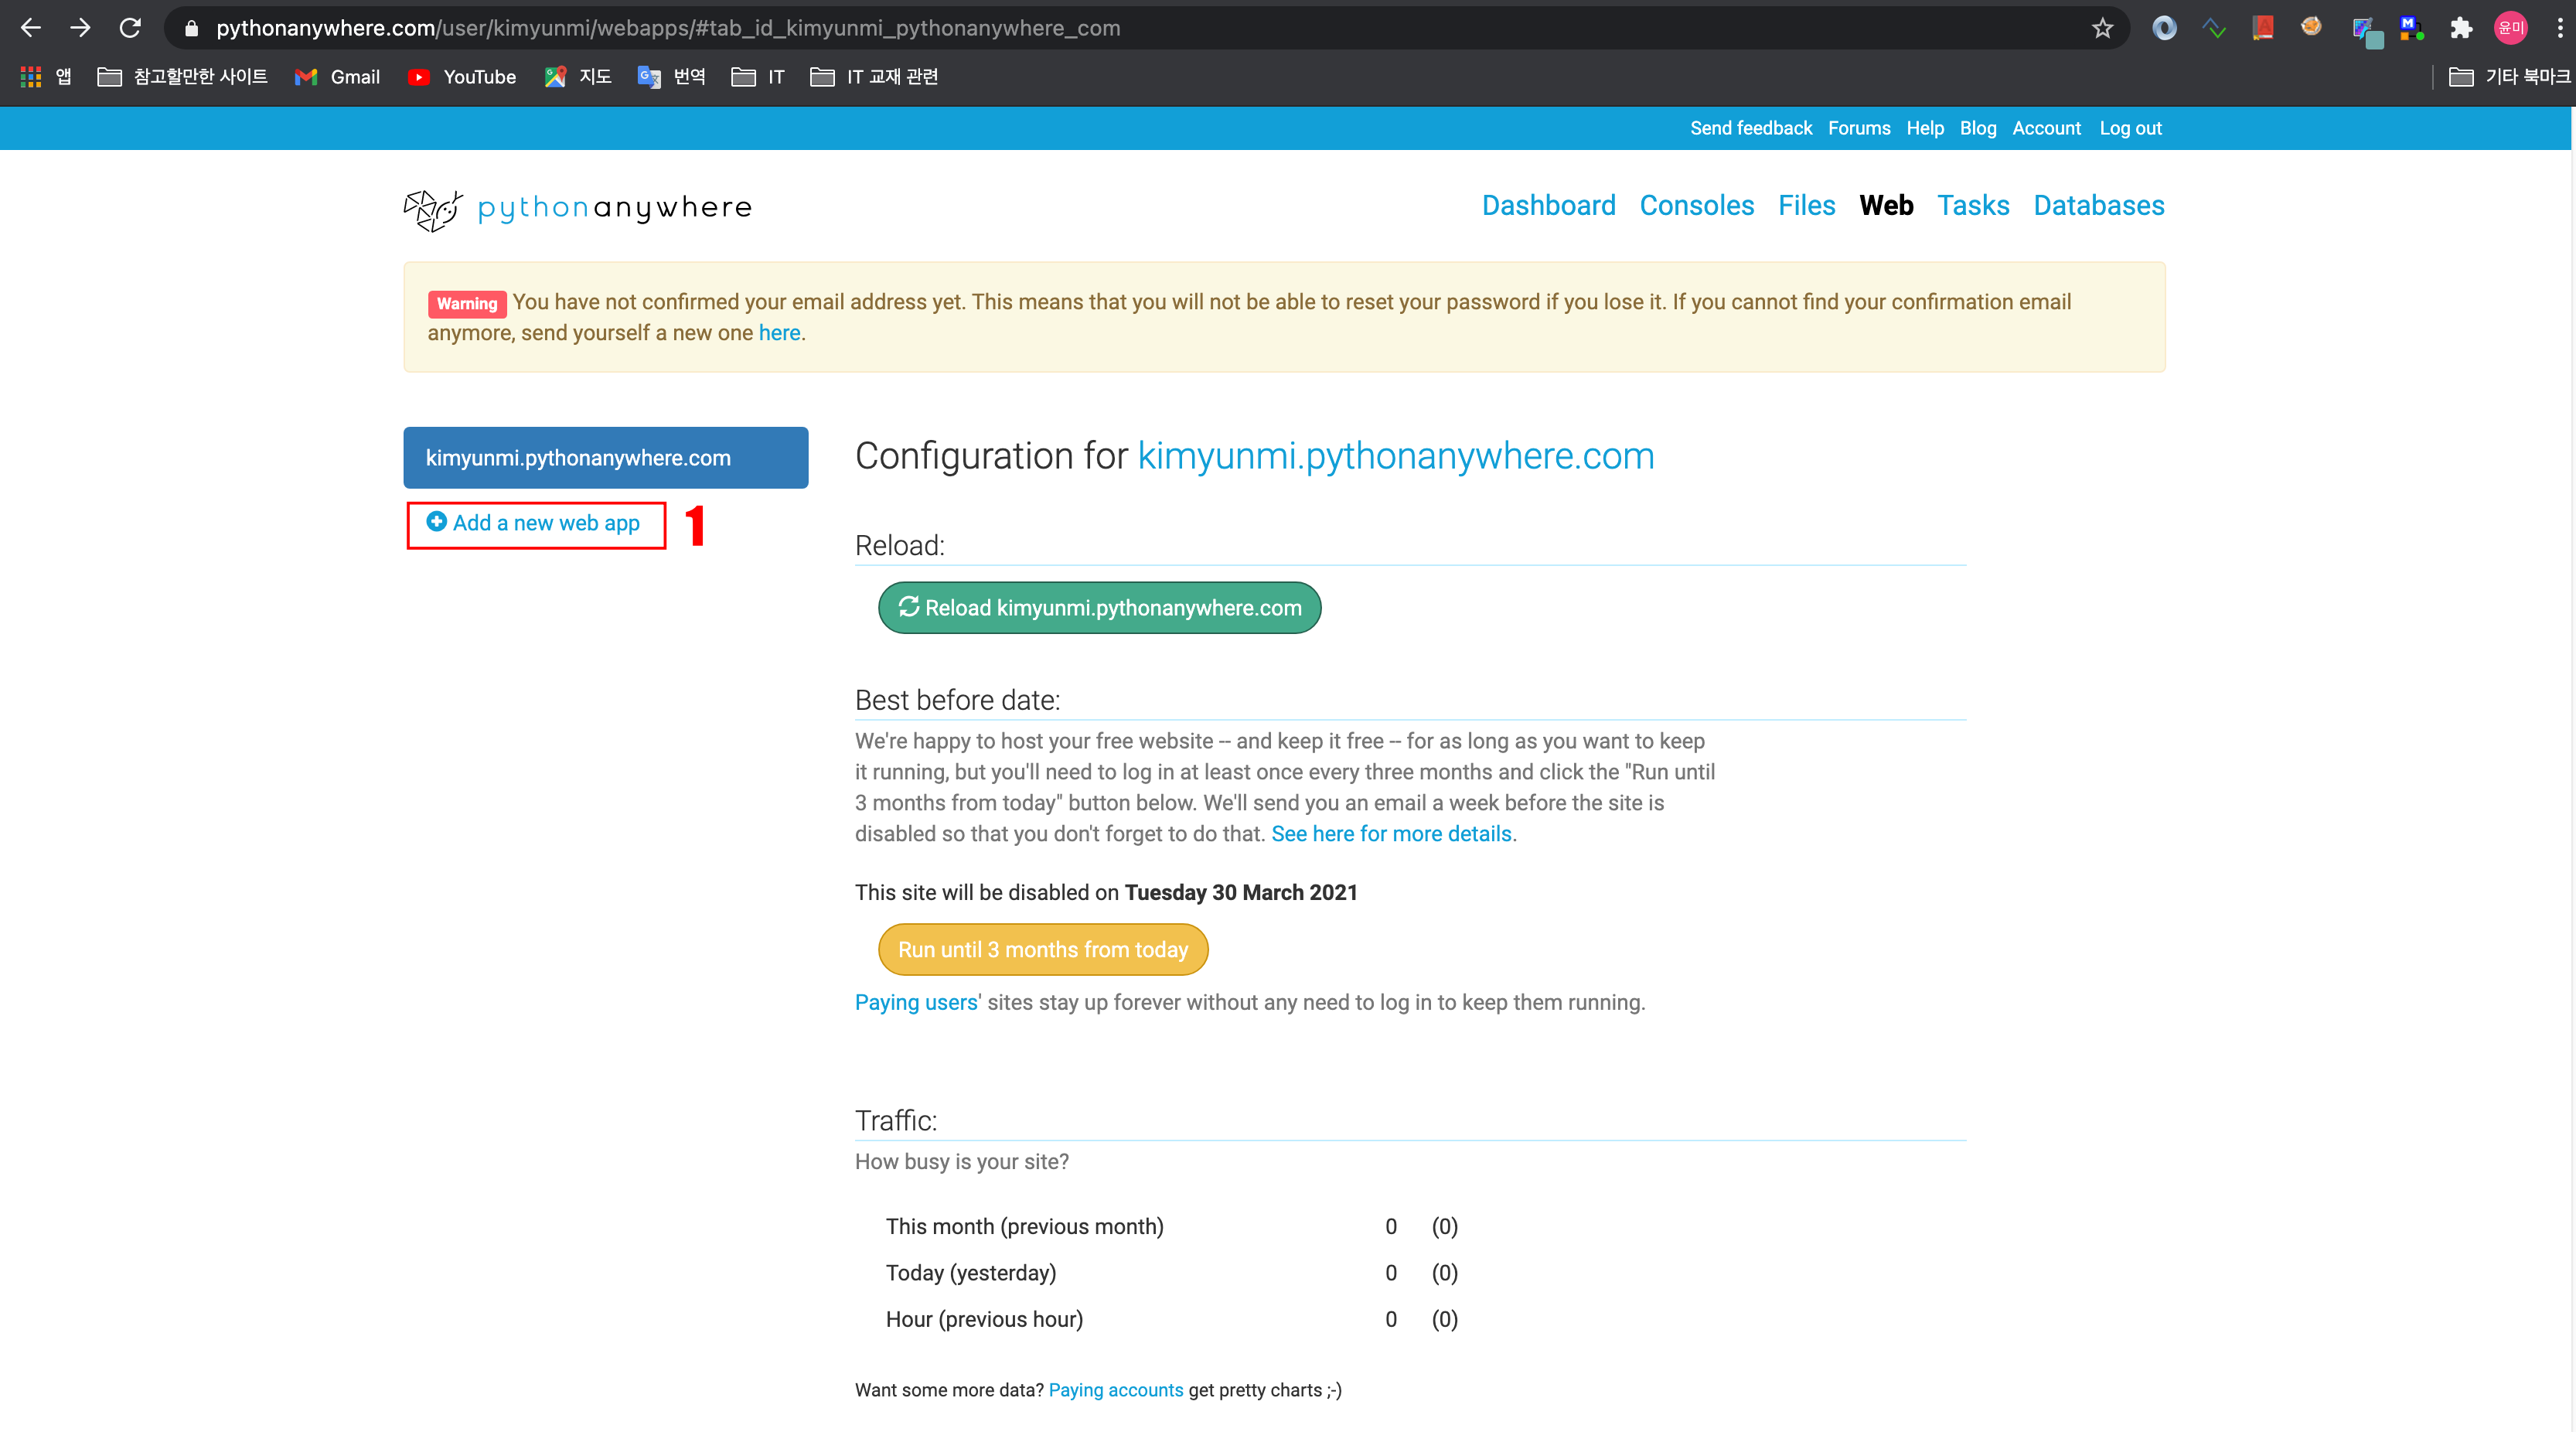 pythonanywhere.com/user/kimyunmi/webapps/#tab_id_kimyunmi_pythonanywhere_com
윤미
앱 참고할만한 사이트 Gmail YouTube 지도 번역 IT IT 교재 관련 기타 북마크
Send feedback Forums Help Blog Account Log out
pythonanywhere
Dashboard Consoles Files Web Tasks Databases
Warning You have not confirmed your email address yet. This means that you will not be able to reset your password if you lose it. If you cannot find your confirmation email
anymore, send yourself a new one here.
kimyunmi.pythonanywhere.com
Add a new web app 1
Configuration for kimyunmi.pythonanywhere.com
Reload:
Reload kimyunmi.pythonanywhere.com
Best before date:
We're happy to host your free website -- and keep it free -- for as long as you want to keep
it running, but you'll need to log in at least once every three months and click the "Run until
3 months from today" button below. We'll send you an email a week before the site is
disabled so that you don't forget to do that. See here for more details.
This site will be disabled on Tuesday 30 March 2021
Run until 3 months from today
Paying users' sites stay up forever without any need to log in to keep them running.
Traffic:
How busy is your site?
This month (previous month) 0 (0)
Today (yesterday) 0 (0)
Hour (previous hour) 0 (0)
Want some more data? Paying accounts get pretty charts ;-)